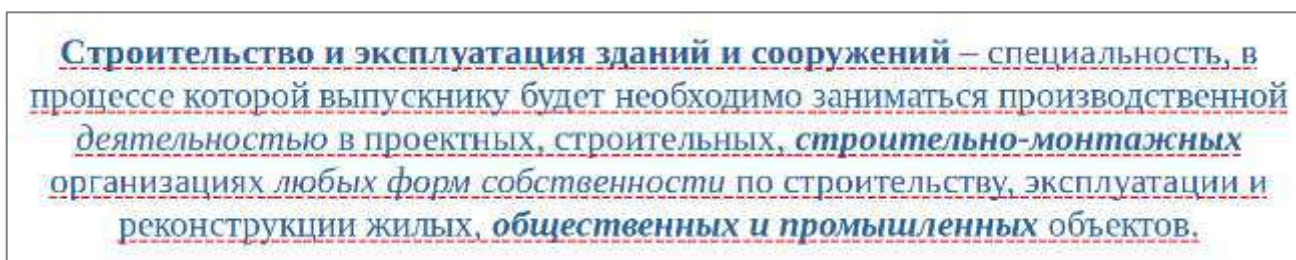 Строительство и эксплуатация зданий и сооружений – специальность, в
процессе которой выпускнику будет необходимо заниматься производственной
деятельностью в проектных, строительных, строительно-монтажных
организациях любых форм собственности по строительству, эксплуатации и
реконструкции жилых, общественных и промышленных объектов.